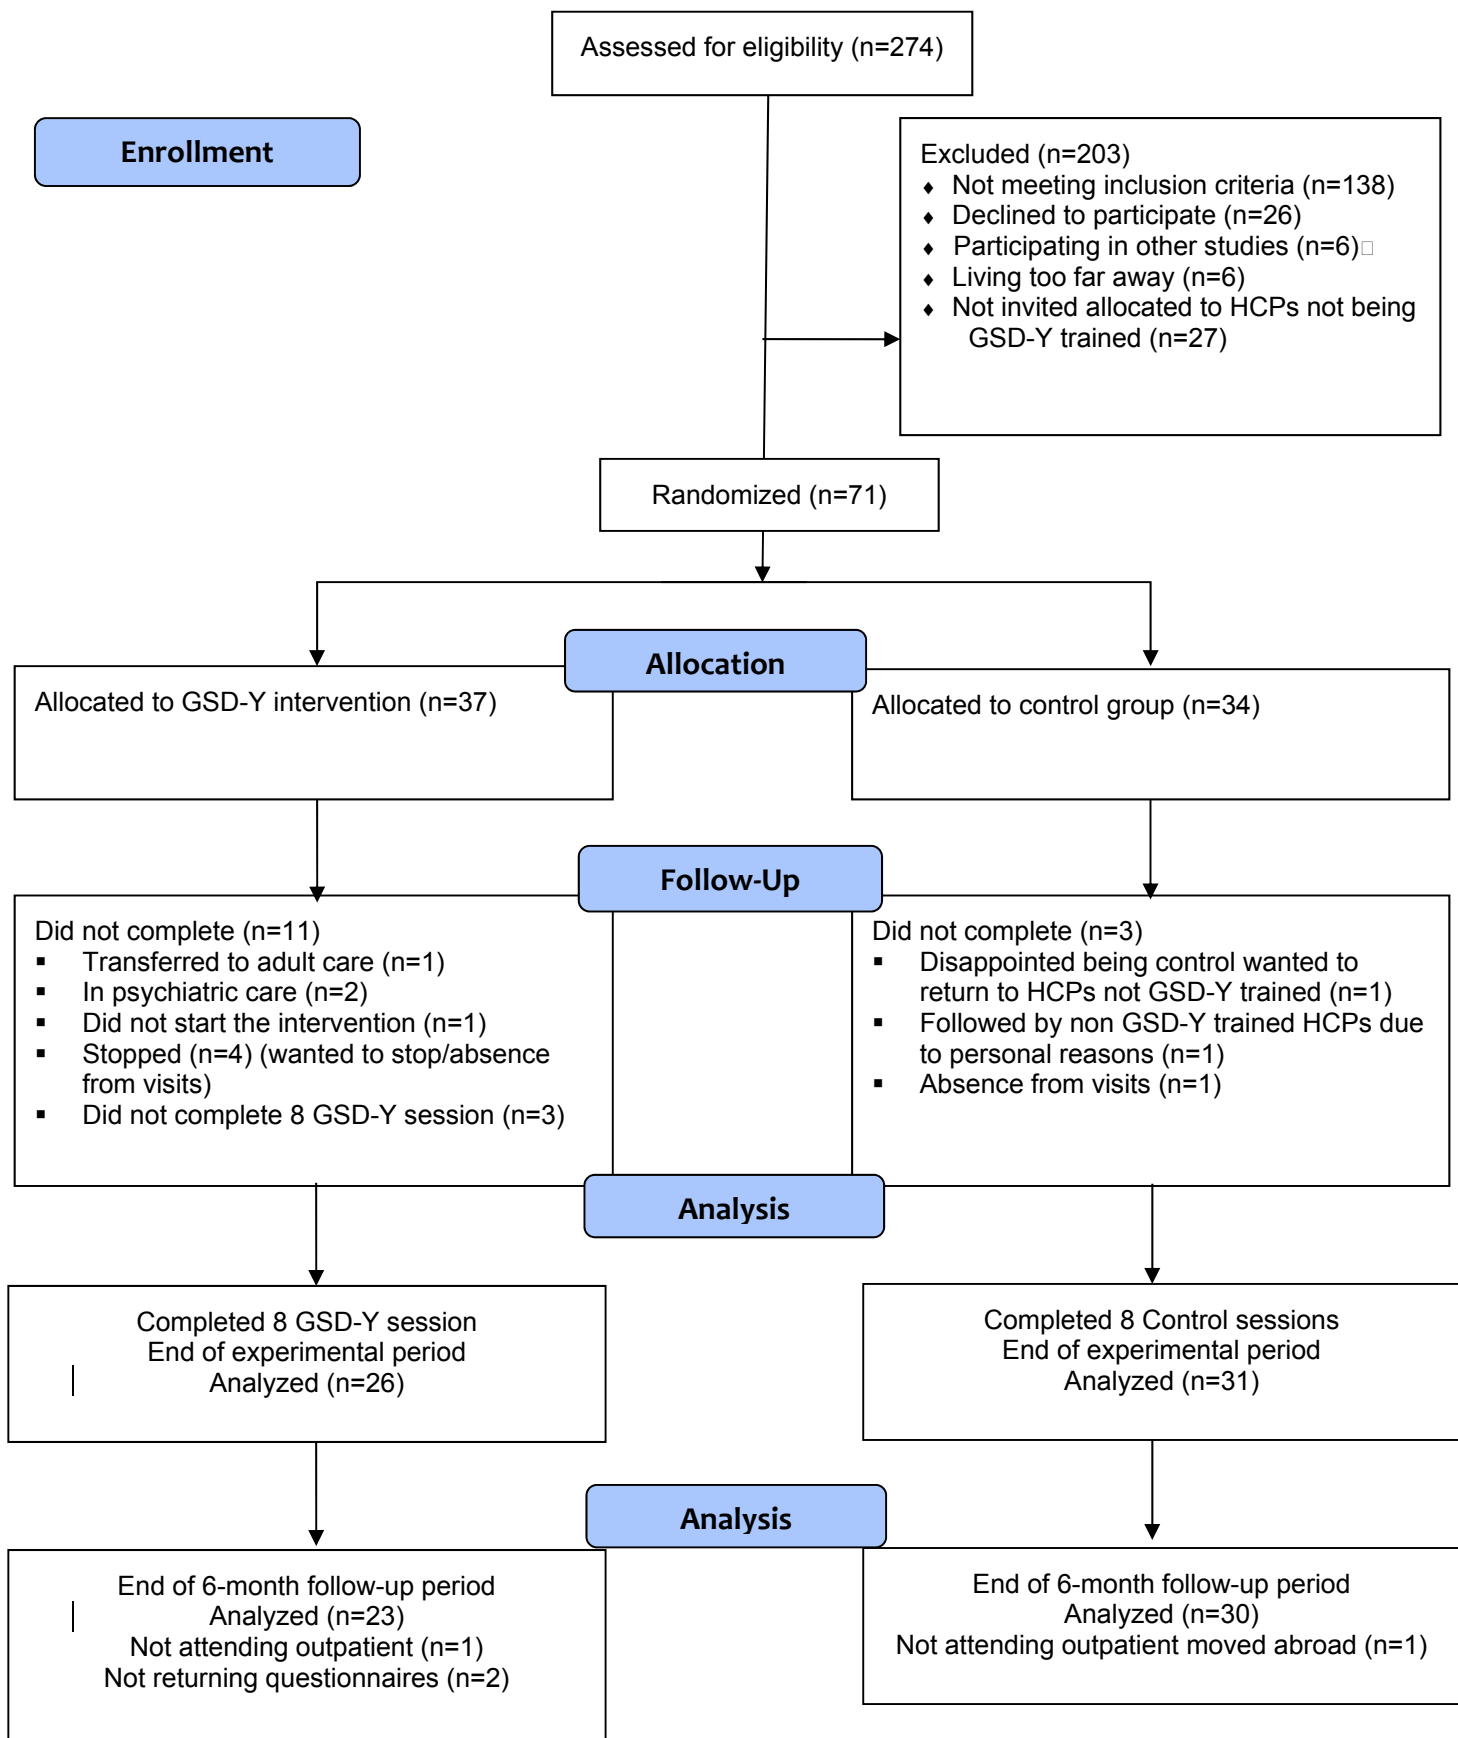 Assessed for eligibility (n=274)
Enrollment
Excluded (n=203)
♦ Not meeting inclusion criteria (n=138)
♦ Declined to participate (n=26)
♦ Participating in other studies (n=6)□
♦ Living too far away (n=6)
♦ Not invited allocated to HCPs not being
GSD-Y trained (n=27)
Randomized (n=71)
Allocation
Allocated to GSD-Y intervention (n=37)
Allocated to control group (n=34)
Follow-Up
Did not complete (n=11)
▪ Transferred to adult care (n=1)
▪ In psychiatric care (n=2)
▪ Did not start the intervention (n=1)
▪ Stopped (n=4) (wanted to stop/absence
from visits)
▪ Did not complete 8 GSD-Y session (n=3)
Did not complete (n=3)
▪ Disappointed being control wanted to
return to HCPs not GSD-Y trained (n=1)
▪ Followed by non GSD-Y trained HCPs due
to personal reasons (n=1)
▪ Absence from visits (n=1)
Analysis
Completed 8 GSD-Y session
End of experimental period
Analyzed (n=26)
Completed 8 Control sessions
End of experimental period
Analyzed (n=31)
Analysis
End of 6-month follow-up period
Analyzed (n=23)
Not attending outpatient (n=1)
Not returning questionnaires (n=2)
End of 6-month follow-up period
Analyzed (n=30)
Not attending outpatient moved abroad (n=1)